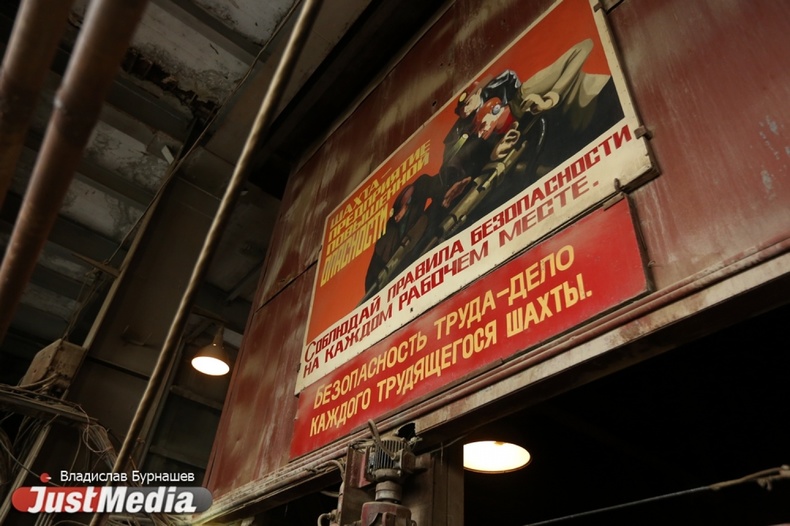 ШАХТА-
ПРЕДПРИЯТИЕ
ПОВЫШЕННОЙ
ОПАСНОСТИ
СОБЛЮДАЙ ПРАВИЛА БЕЗОПАСНОСТИ
НА КАЖДОМ РАБОЧЕМ МЕСТЕ.
БЕЗОПАСНОСТЬ ТРУДА-ДЕЛО
КАЖДОГО ТРУДЯЩЕГОСЯ ШАХТЫ.
Владислав Бурнашев
JustMedia